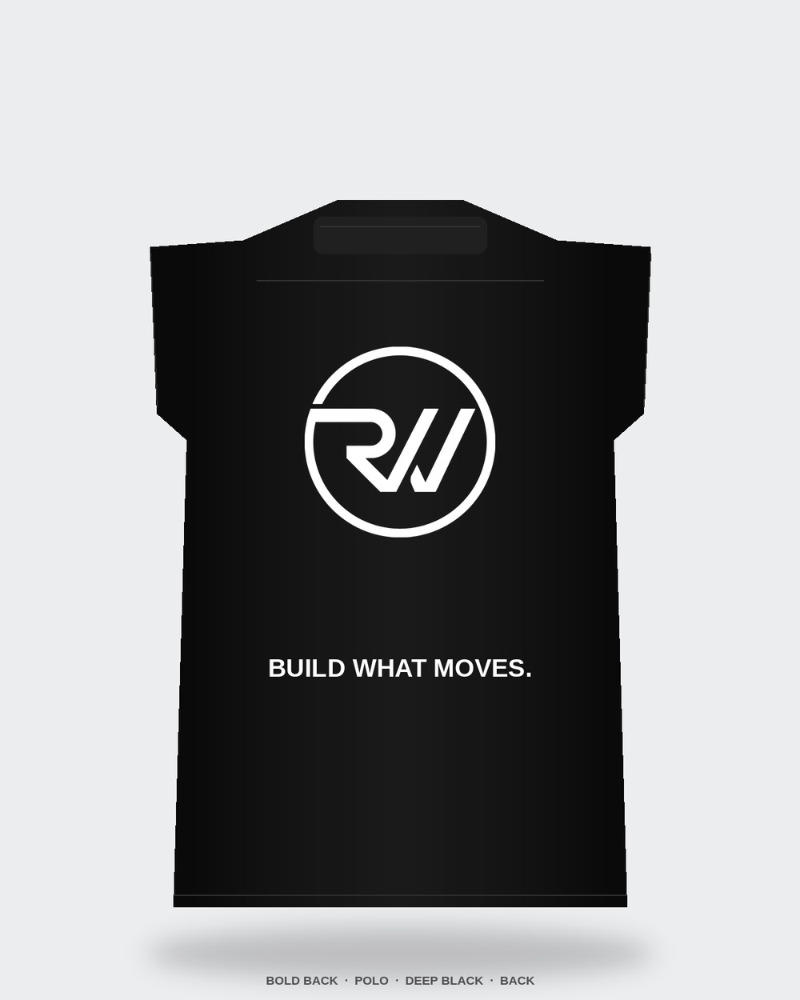 RW
BUILD WHAT MOVES.
BOLD BACK · POLO · DEEP BLACK · BACK